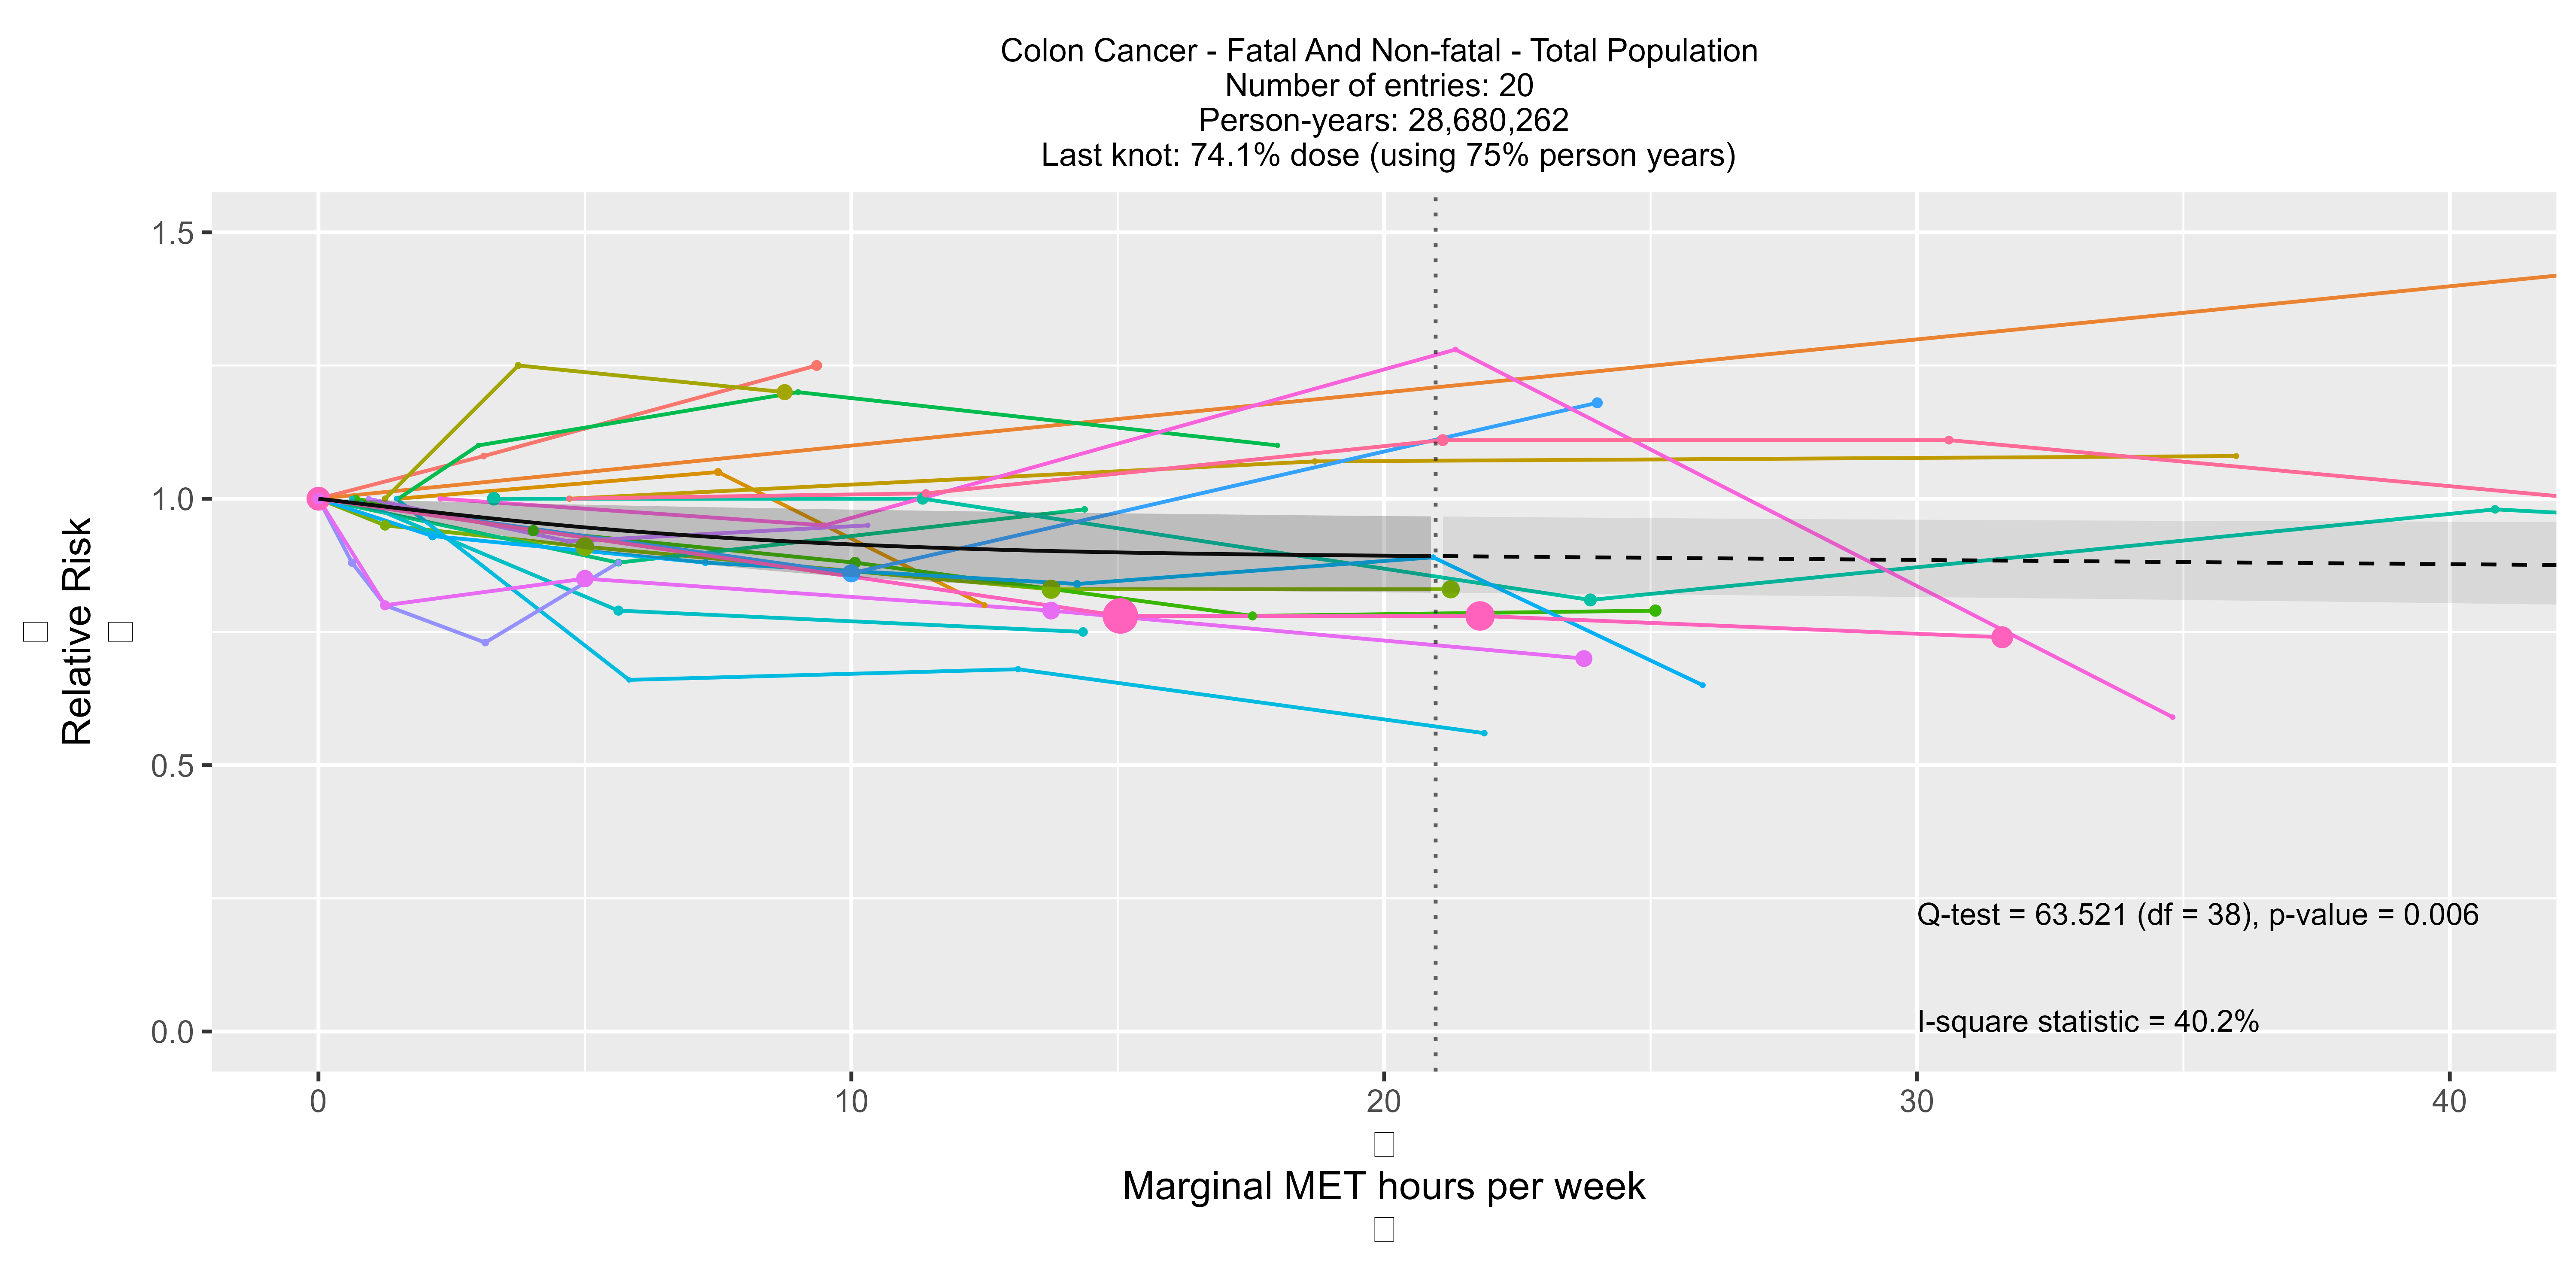 Colon Cancer - Fatal And Non-fatal - Total Population
Number of entries: 20
Person-years: 28,680,262
Last knot: 74.1% dose (using 75% person years)
1.5
1.0
0.5
0.0
Relative Risk
Q-test = 63.521 (df = 38), p-value = 0.006
I-square statistic = 40.2%
0 10 20 30 40
Marginal MET hours per week